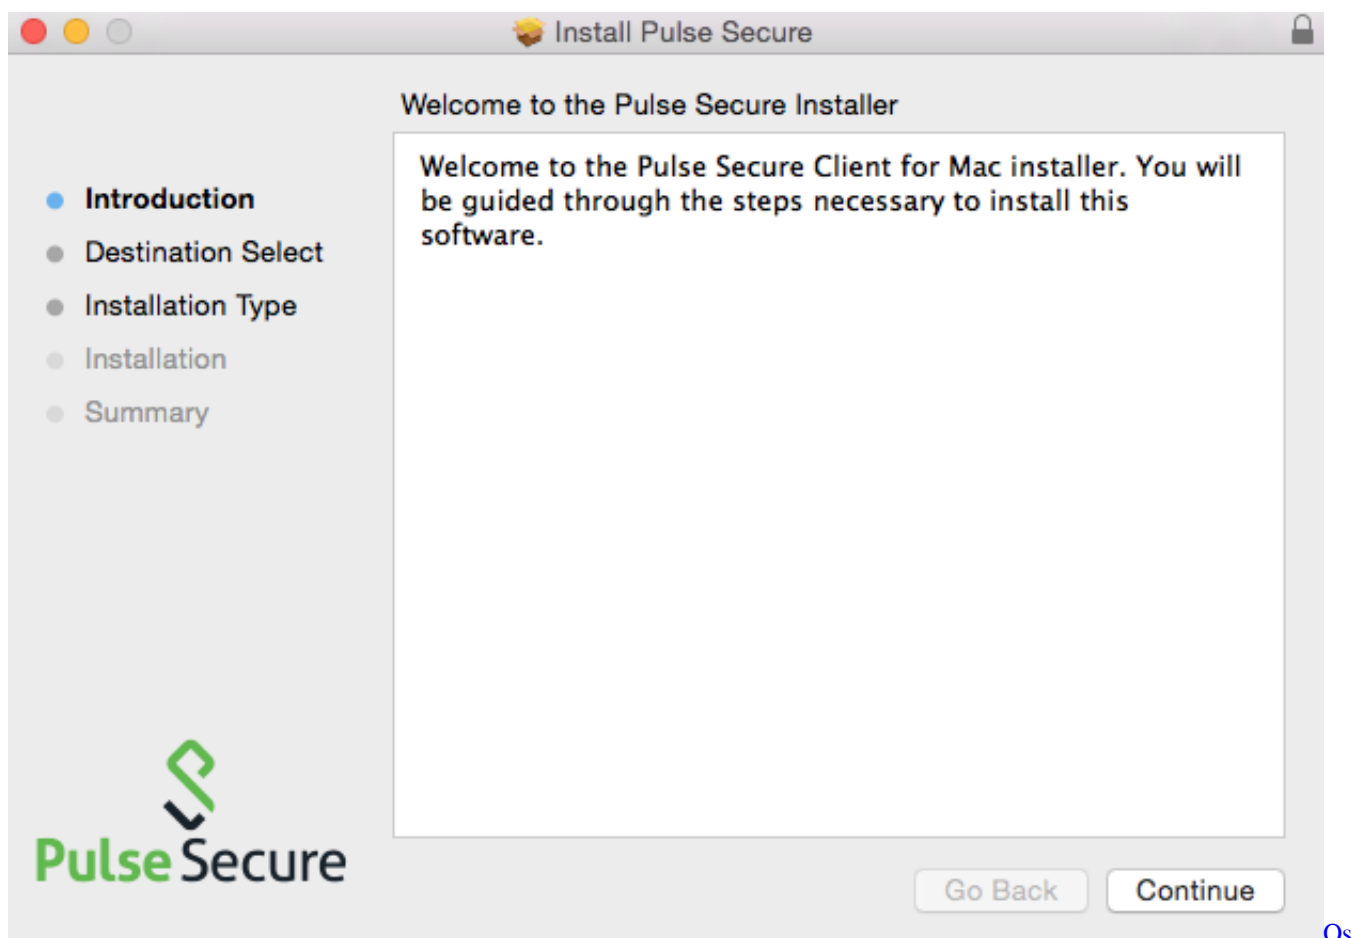 Install Pulse Secure
Welcome to the Pulse Secure Installer
Introduction
Destination Select
Installation Type
Installation
Summary
Welcome to the Pulse Secure Client for Mac installer. You will
be guided through the steps necessary to install this
software.
Pulse Secure
Go Back
Continue
Os